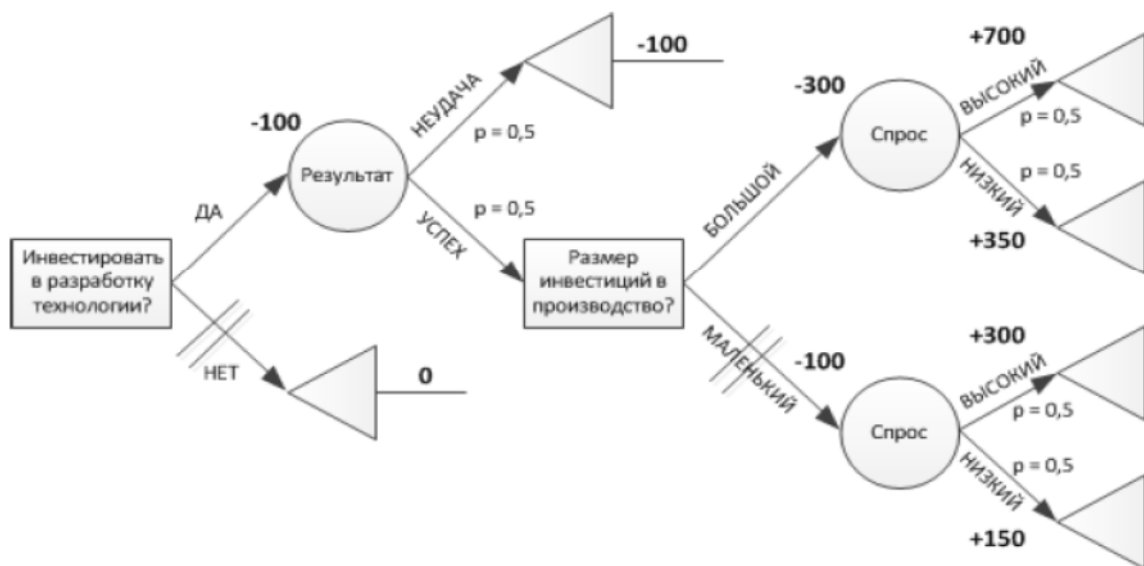 Инвестировать
в разработку
технологии?
ДА
НЕТ
0
-100
Результат
НЕУДАЧА
p = 0,5
-100
p = 0,5
УСПЕХ
Размер
инвестиций в
производство?
БОЛЬШОЙ
МАЛЕНЬКИЙ
-300
Спрос
+700
ВЫСОКИЙ
p = 0,5
p = 0,5
НИЗКИЙ
+350
-100
Спрос
+300
ВЫСОКИЙ
p = 0,5
p = 0,5
НИЗКИЙ
+150